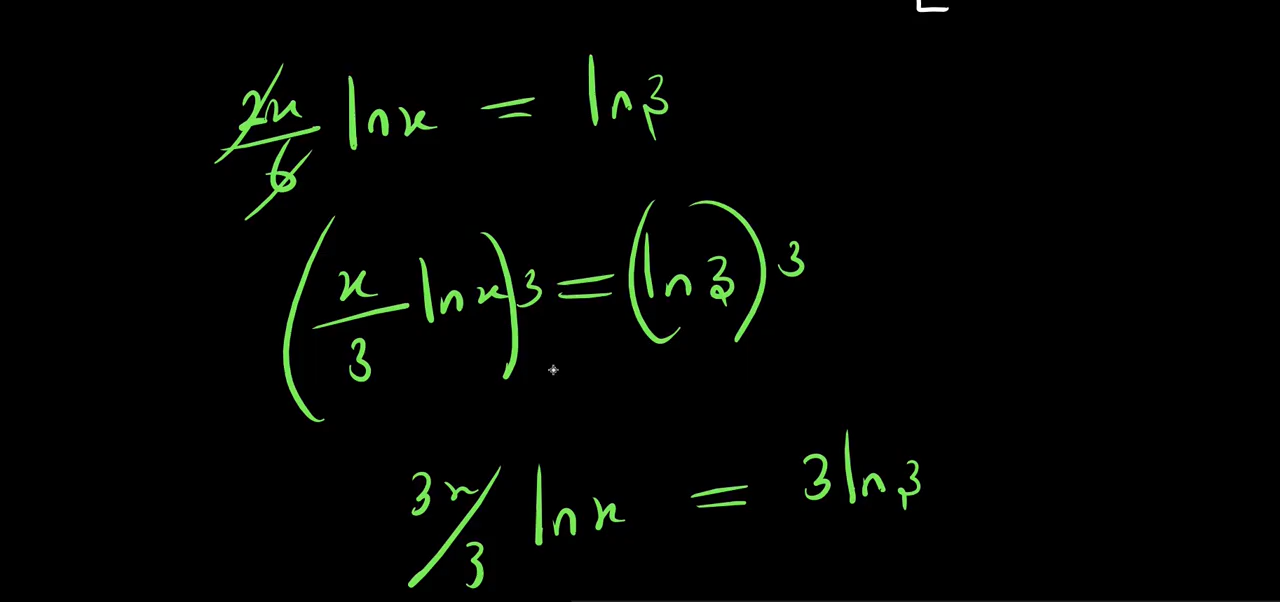 2x/6 ln x = ln 3
(x/3 ln x)3 = (ln 3)3
3x/3 ln x = 3 ln 3